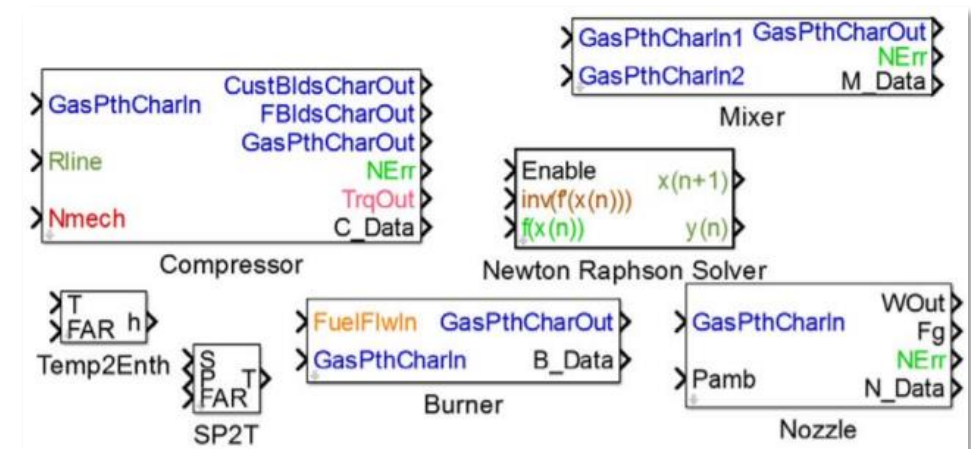 GasPthCharIn
Rline
Nmech
CustBldsCharOut
FBldsCharOut
GasPthCharOut
NErr
TrqOut
C_Data
Compressor
GasPthCharIn1 GasPthCharOut
NErr
GasPthCharIn2
M_Data
Mixer
Enable
inv(f'(x(n)))
f(x(n))
x(n+1)
y(n)
Newton Raphson Solver
T
FAR h
Temp2Enth
S
P T
FAR
SP2T
FuelFlwIn GasPthCharOut
GasPthCharIn B_Data
Burner
GasPthCharIn
Pamb
WOut
Fg
NErr
N_Data
Nozzle